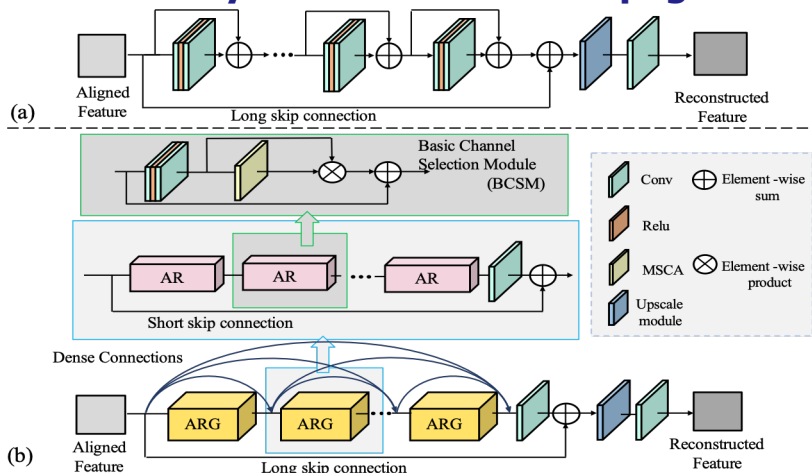 Aligned
Feature
Long skip connection
Reconstructed
Feature
(a)
Basic Channel
Selection Module
(BCSM)
AR
AR
AR
Short skip connection
Conv
Element -wise
sum
Relu
MSCA
Element -wise
product
Upscale
module
Dense Connections
ARG
ARG
ARG
Aligned
Feature
Long skip connection
Reconstructed
Feature
(b)